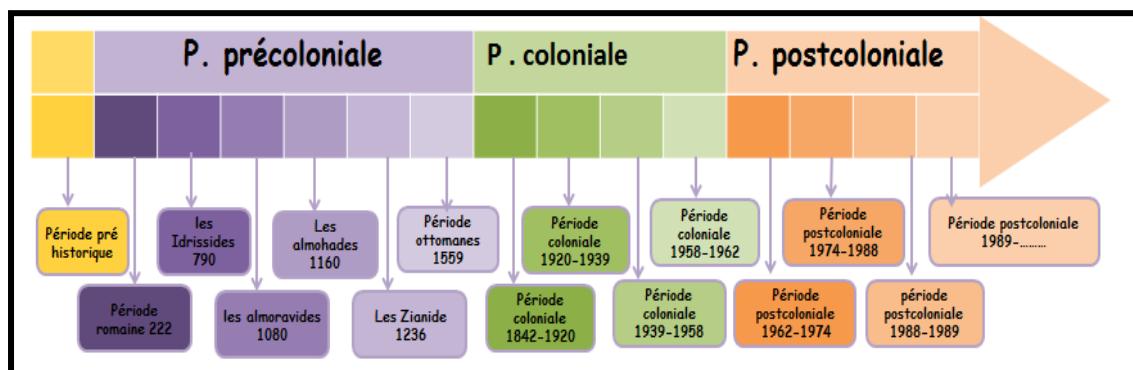 P. précoloniale
P . coloniale
P. postcoloniale
Période pré
historique
Période
romaine 222
les
Idrissides
790
les almoravides
1080
Les
almohades
1160
Les Zianide
1236
Période
ottomanes
1559
Période
coloniale
1842-1920
Période
coloniale
1920-1939
Période
coloniale
1939-1958
Période
coloniale
1958-1962
Période
postcoloniale
1962-1974
Période
postcoloniale
1974-1988
période
postcoloniale
1988-1989
Période postcoloniale
1989-………